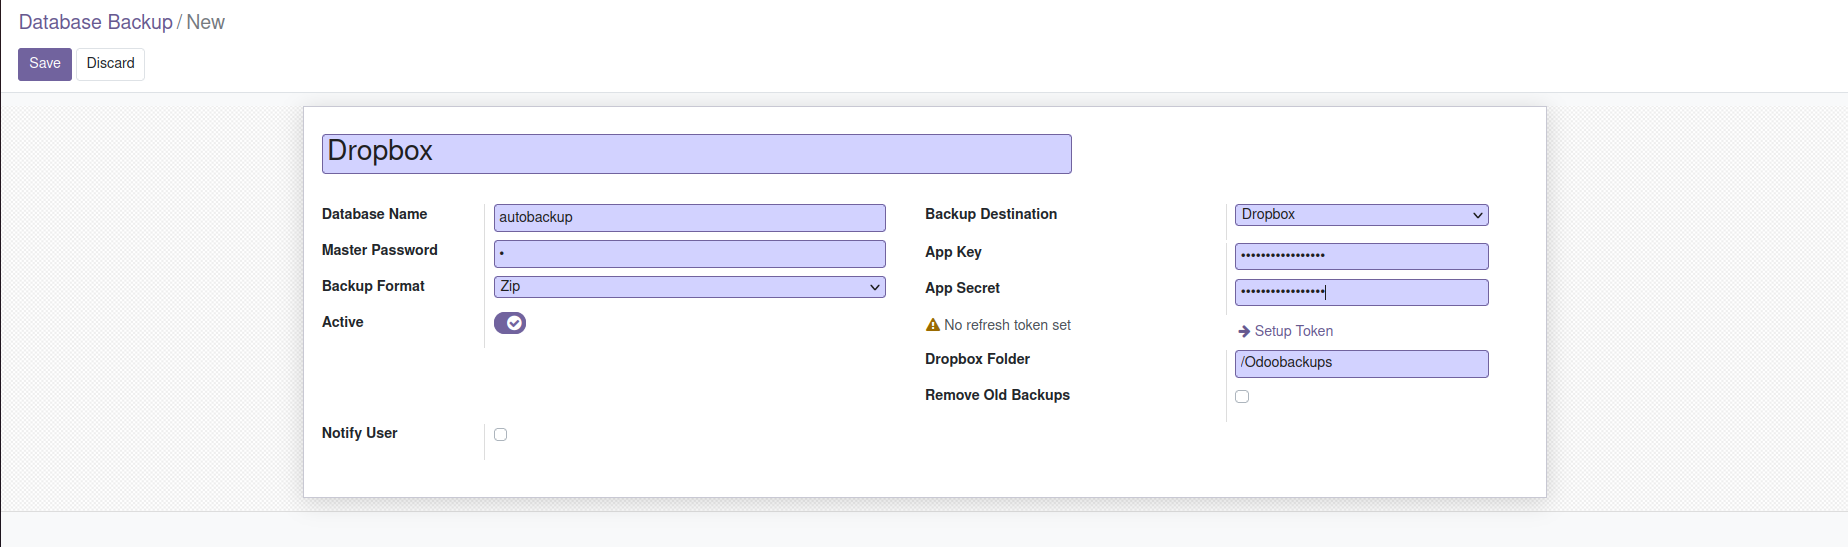 Database Backup / New
Save Discard
Dropbox
Database Name autobackup
Master Password •
Backup Format Zip
Active
Notify User
Backup Destination Dropbox
App Key •••••••••••••••••
App Secret •••••••••••••••••
No refresh token set Setup Token
Dropbox Folder /Odoobackups
Remove Old Backups